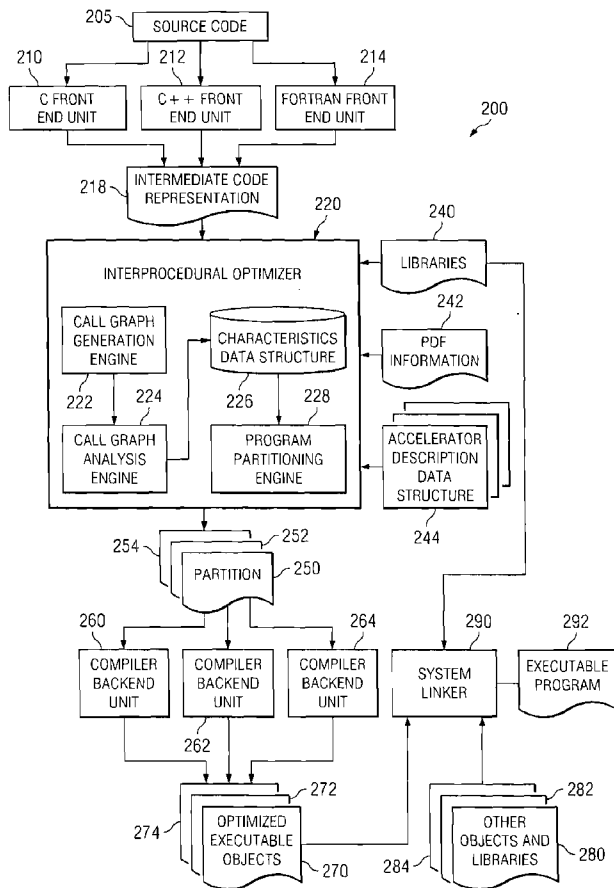 205
SOURCE CODE
210
212
214
C FRONT
END UNIT
C++ FRONT
END UNIT
FORTRAN FRONT
END UNIT
200
218
INTERMEDIATE CODE
REPRESENTATION
220
240
INTERPROCEDURAL OPTIMIZER
LIBRARIES
242
CALL GRAPH
GENERATION
ENGINE
CHARACTERISTICS
DATA STRUCTURE
PDF
INFORMATION
222
224
226
228
CALL GRAPH
ANALYSIS
ENGINE
PROGRAM
PARTITIONING
ENGINE
ACCELERATOR
DESCRIPTION
DATA
STRUCTURE
244
254
252
PARTITION
250
260
264
290
292
COMPILER
BACKEND
UNIT
COMPILER
BACKEND
UNIT
COMPILER
BACKEND
UNIT
SYSTEM
LINKER
EXECUTABLE
PROGRAM
262
272
274
OPTIMIZED
EXECUTABLE
OBJECTS
270
282
284
OTHER
OBJECTS AND
LIBRARIES
280